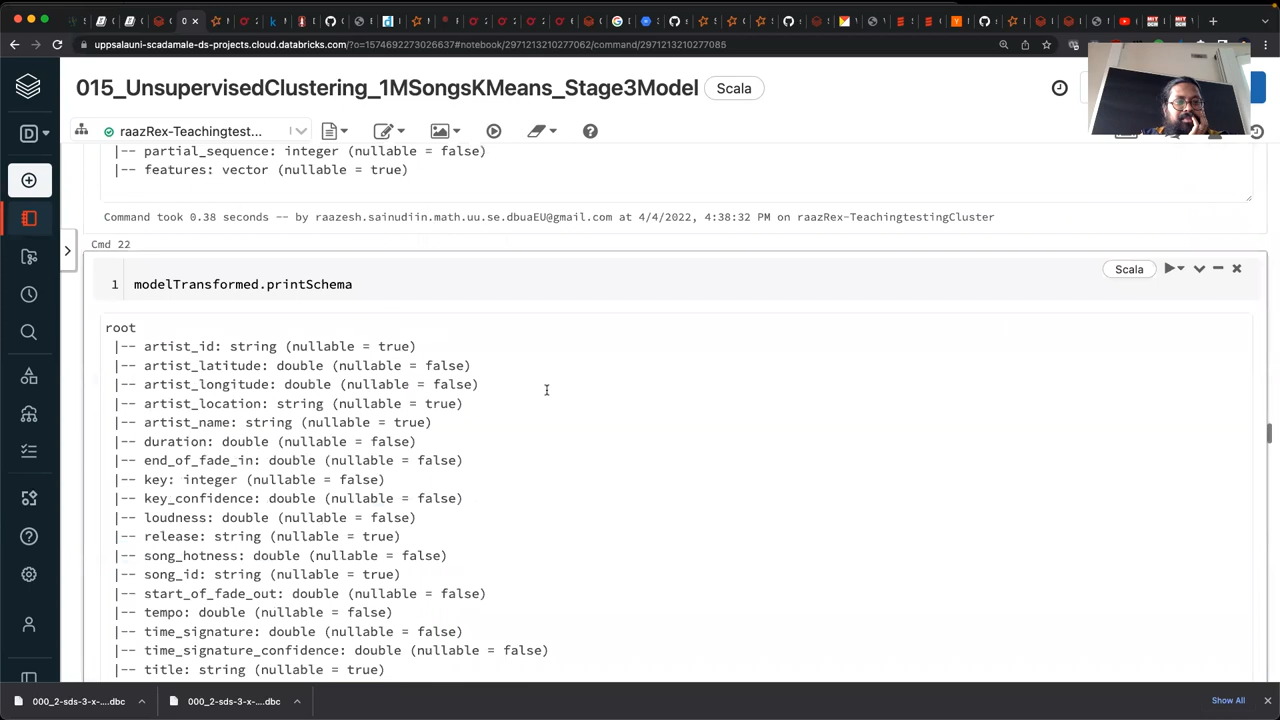 uppsalauni-scadamale-ds-projects.cloud.databricks.com/?o=1574692273026637#notebook/2971213210277062/command/2971213210277085
015_UnsupervisedClustering_1MSongsKMeans_Stage3Model
Scala
D
raazRex-Teachingtest...
|-- partial_sequence: integer (nullable = false)
|-- features: vector (nullable = true)
Command took 0.38 seconds -- by raazesh.sainudiin.math.uu.se.dbuaEU@gmail.com at 4/4/2022, 4:38:32 PM on raazRex-TeachingtestingCluster
Cmd 22
Scala
1 modelTransformed.printSchema
root
|-- artist_id: string (nullable = true)
|-- artist_latitude: double (nullable = false)
|-- artist_longitude: double (nullable = false)
|-- artist_location: string (nullable = true)
|-- artist_name: string (nullable = true)
|-- duration: double (nullable = false)
|-- end_of_fade_in: double (nullable = false)
|-- key: integer (nullable = false)
|-- key_confidence: double (nullable = false)
|-- loudness: double (nullable = false)
|-- release: string (nullable = true)
|-- song_hotness: double (nullable = false)
|-- song_id: string (nullable = true)
|-- start_of_fade_out: double (nullable = false)
|-- tempo: double (nullable = false)
|-- time_signature: double (nullable = false)
|-- time_signature_confidence: double (nullable = false)
|-- title: string (nullable = true)
000_2-sds-3-x-....dbc
000_2-sds-3-x-....dbc
Show All